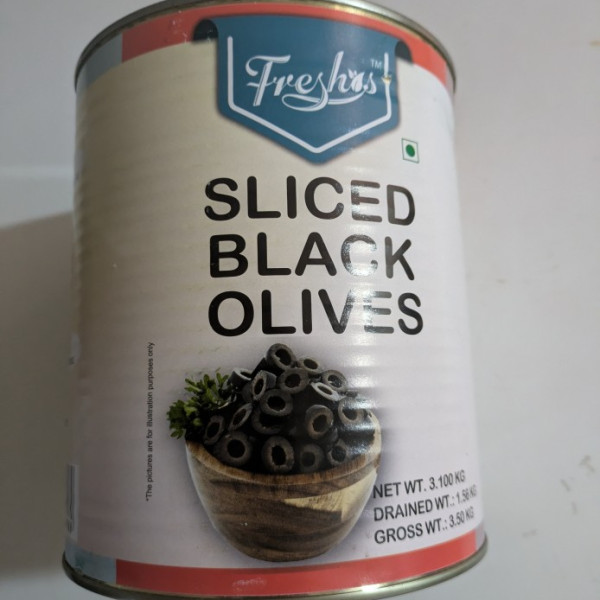 Fresh's TM
SLICED
BLACK
OLIVES
*The pictures are for illustration purposes only
NET WT. 3.100 KG
DRAINED WT.: 1.56 KG
GROSS WT.: 3.50 KG